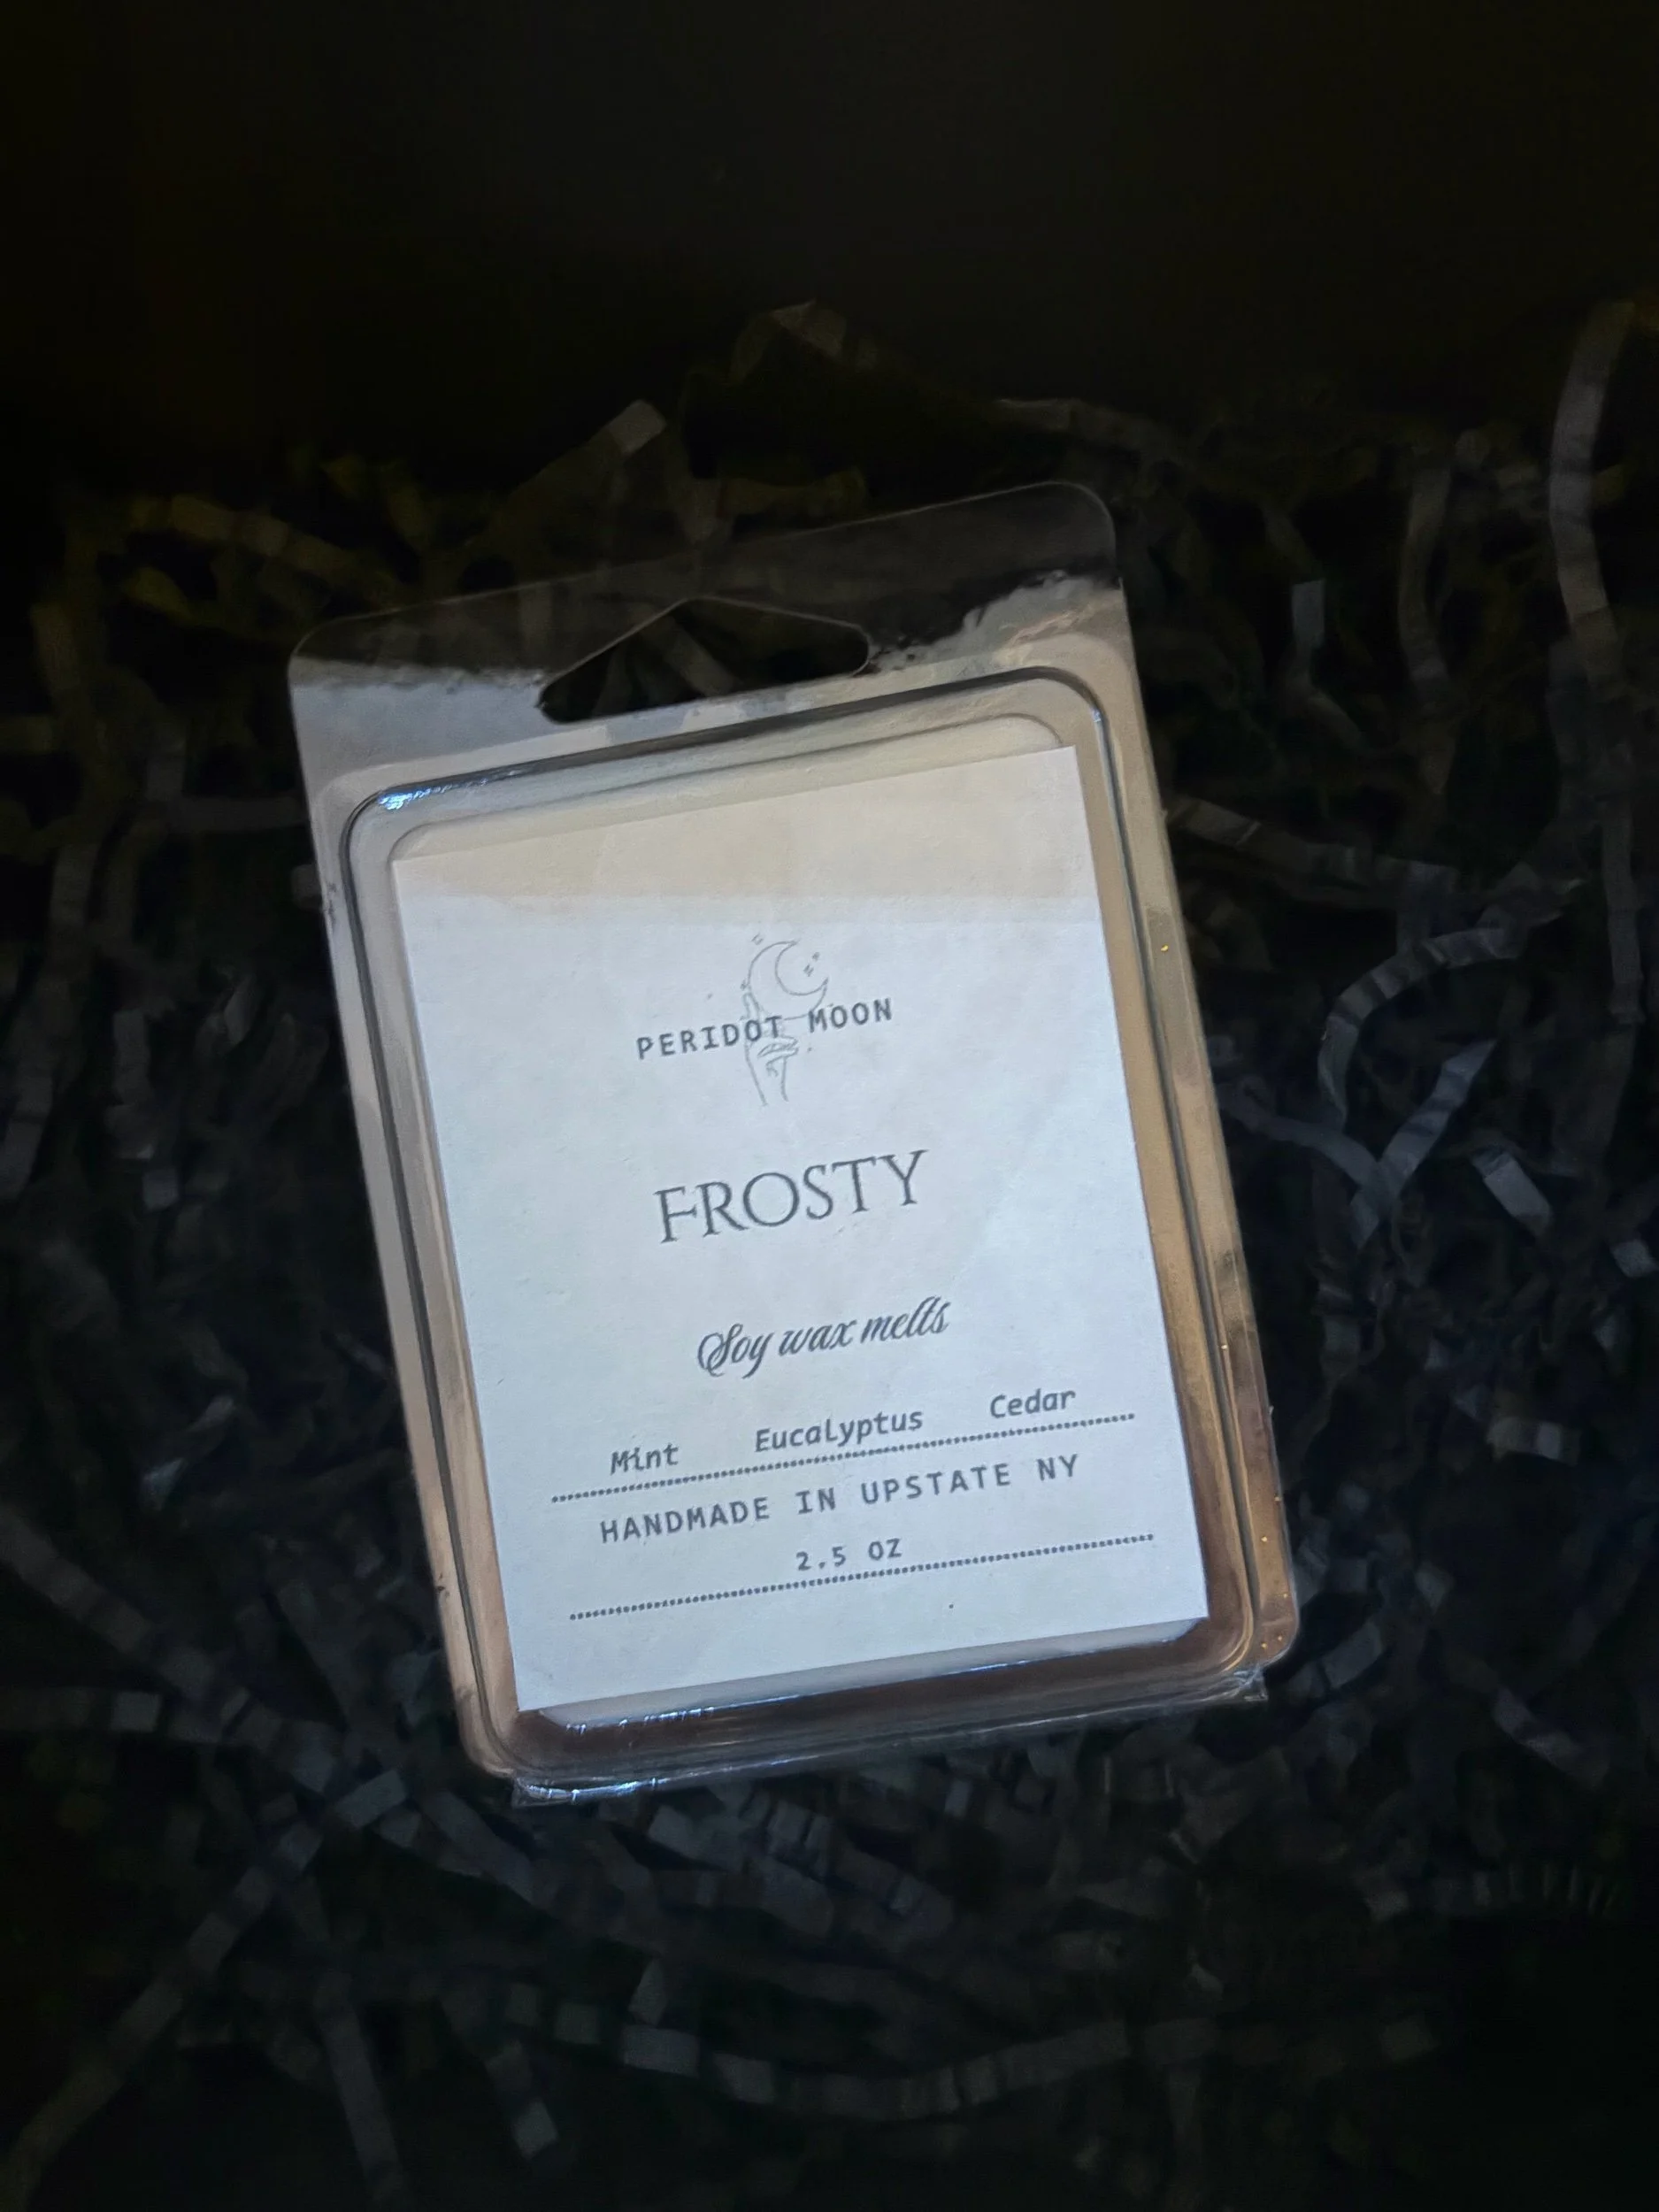 PERIDOT MOON
FROSTY
Soy wax melts
Mint Eucalyptus Cedar
HANDMADE IN UPSTATE NY
2.5 OZ